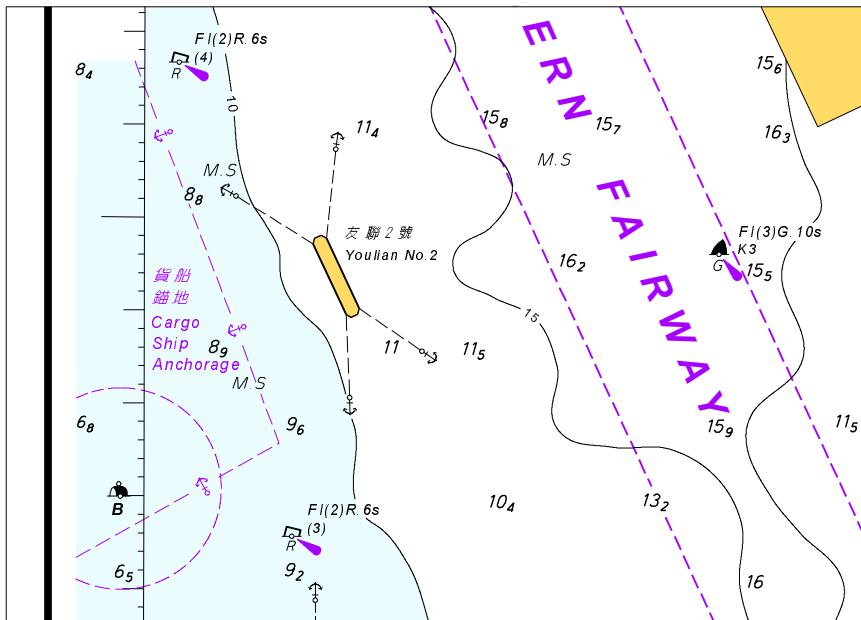 Fl(2)R.6s
(4)
R
8₄
10
11₄
15₈
ERN FAIRWAY
15₇
15₆
16₃
M.S
M.S
8₈
友聯2號
Youlian No.2
Fl(3)G.10s
K3
G
15₅
16₂
貨船
錨地
Cargo
Ship
Anchorage
15
8₉
11
11₅
M.S
6₈
9₆
15₉
11₅
B
Fl(2)R.6s
(3)
R
10₄
13₂
6₅
9₂
16